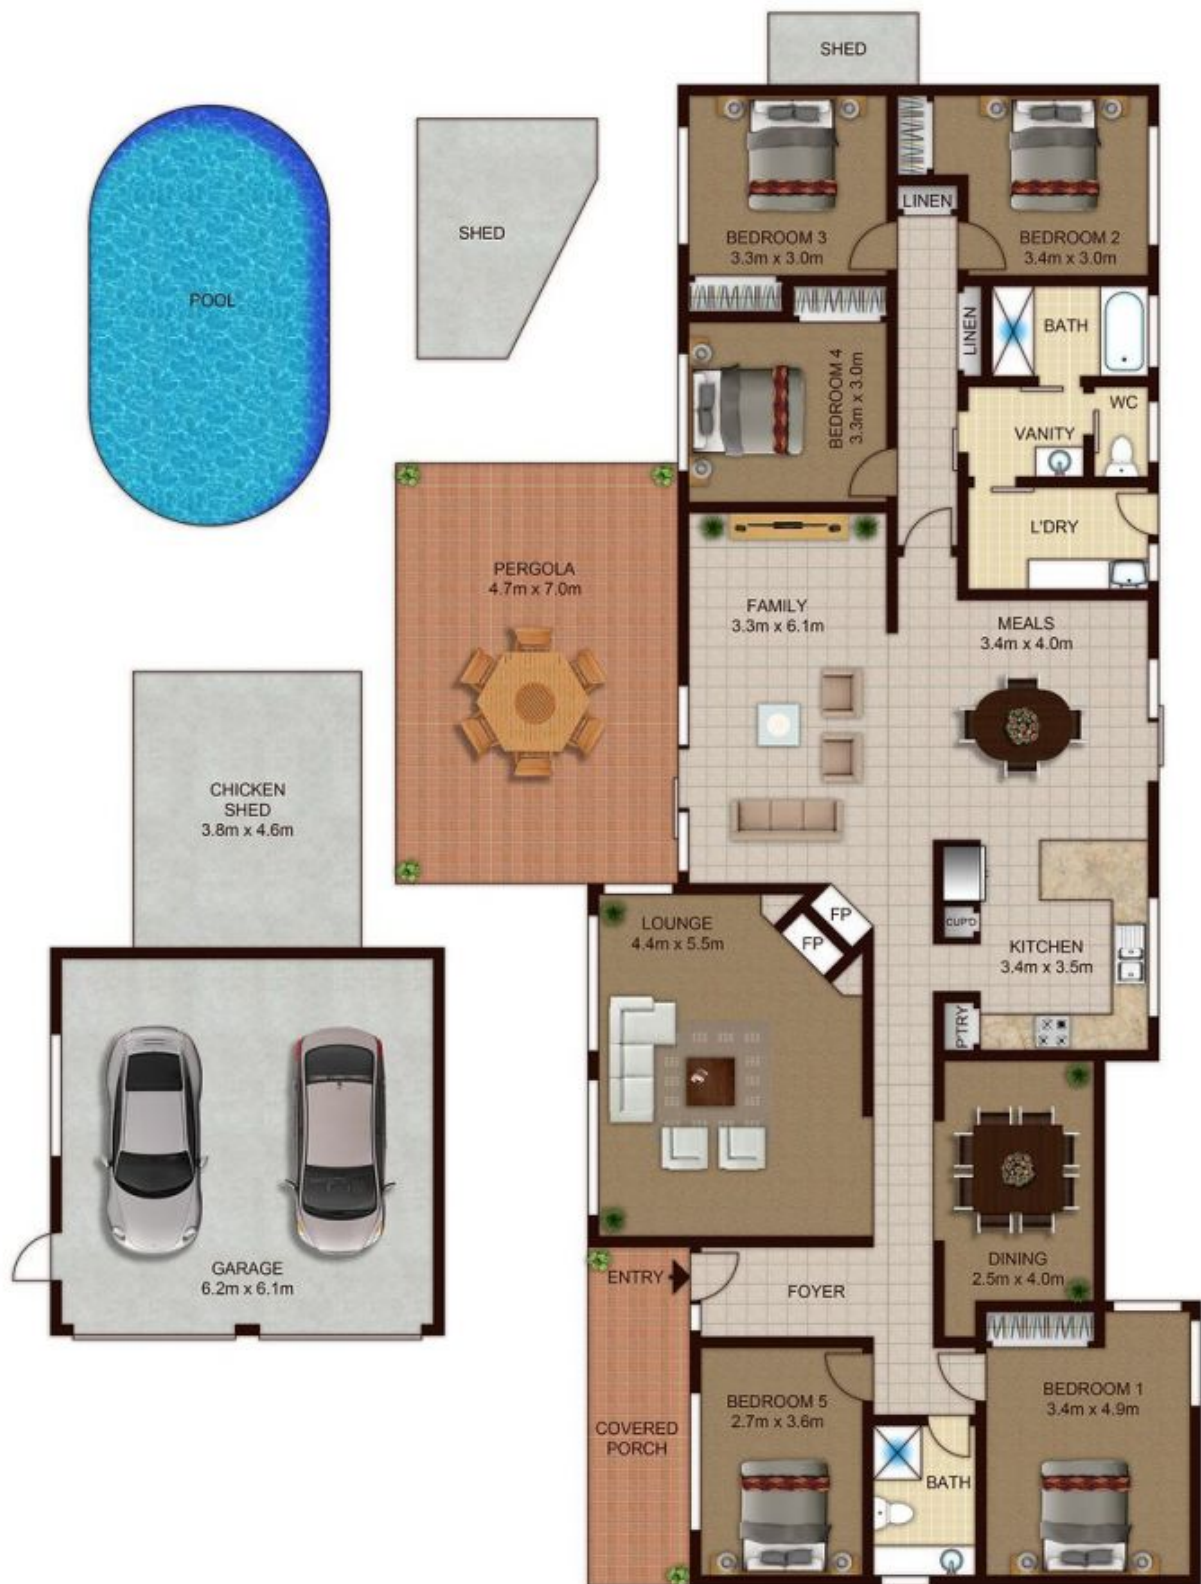 SHED
BEDROOM 3
3.3m x 3.0m
LINEN
BEDROOM 2
3.4m x 3.0m
SHED
POOL
LINEN
BATH
BEDROOM 4
3.3m x 3.0m
WC
VANITY
L'DRY
PERGOLA
4.7m x 7.0m
FAMILY
3.3m x 6.1m
MEALS
3.4m x 4.0m
CHICKEN
SHED
3.8m x 4.6m
LOUNGE
4.4m x 5.5m
FP
FP
CUP'D
KITCHEN
3.4m x 3.5m
P'TRY
GARAGE
6.2m x 6.1m
DINING
2.5m x 4.0m
ENTRY
FOYER
BEDROOM 5
2.7m x 3.6m
BEDROOM 1
3.4m x 4.9m
COVERED
PORCH
BATH